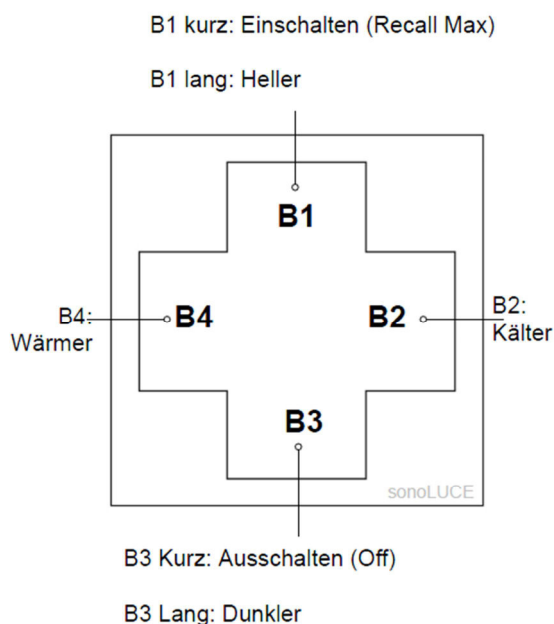 B1 kurz: Einschalten (Recall Max)
B1 lang: Heller
B1
B4:
Wärmer
B4
B2
B2:
Kälter
B3
sonoLUCE
B3 Kurz: Ausschalten (Off)
B3 Lang: Dunkler